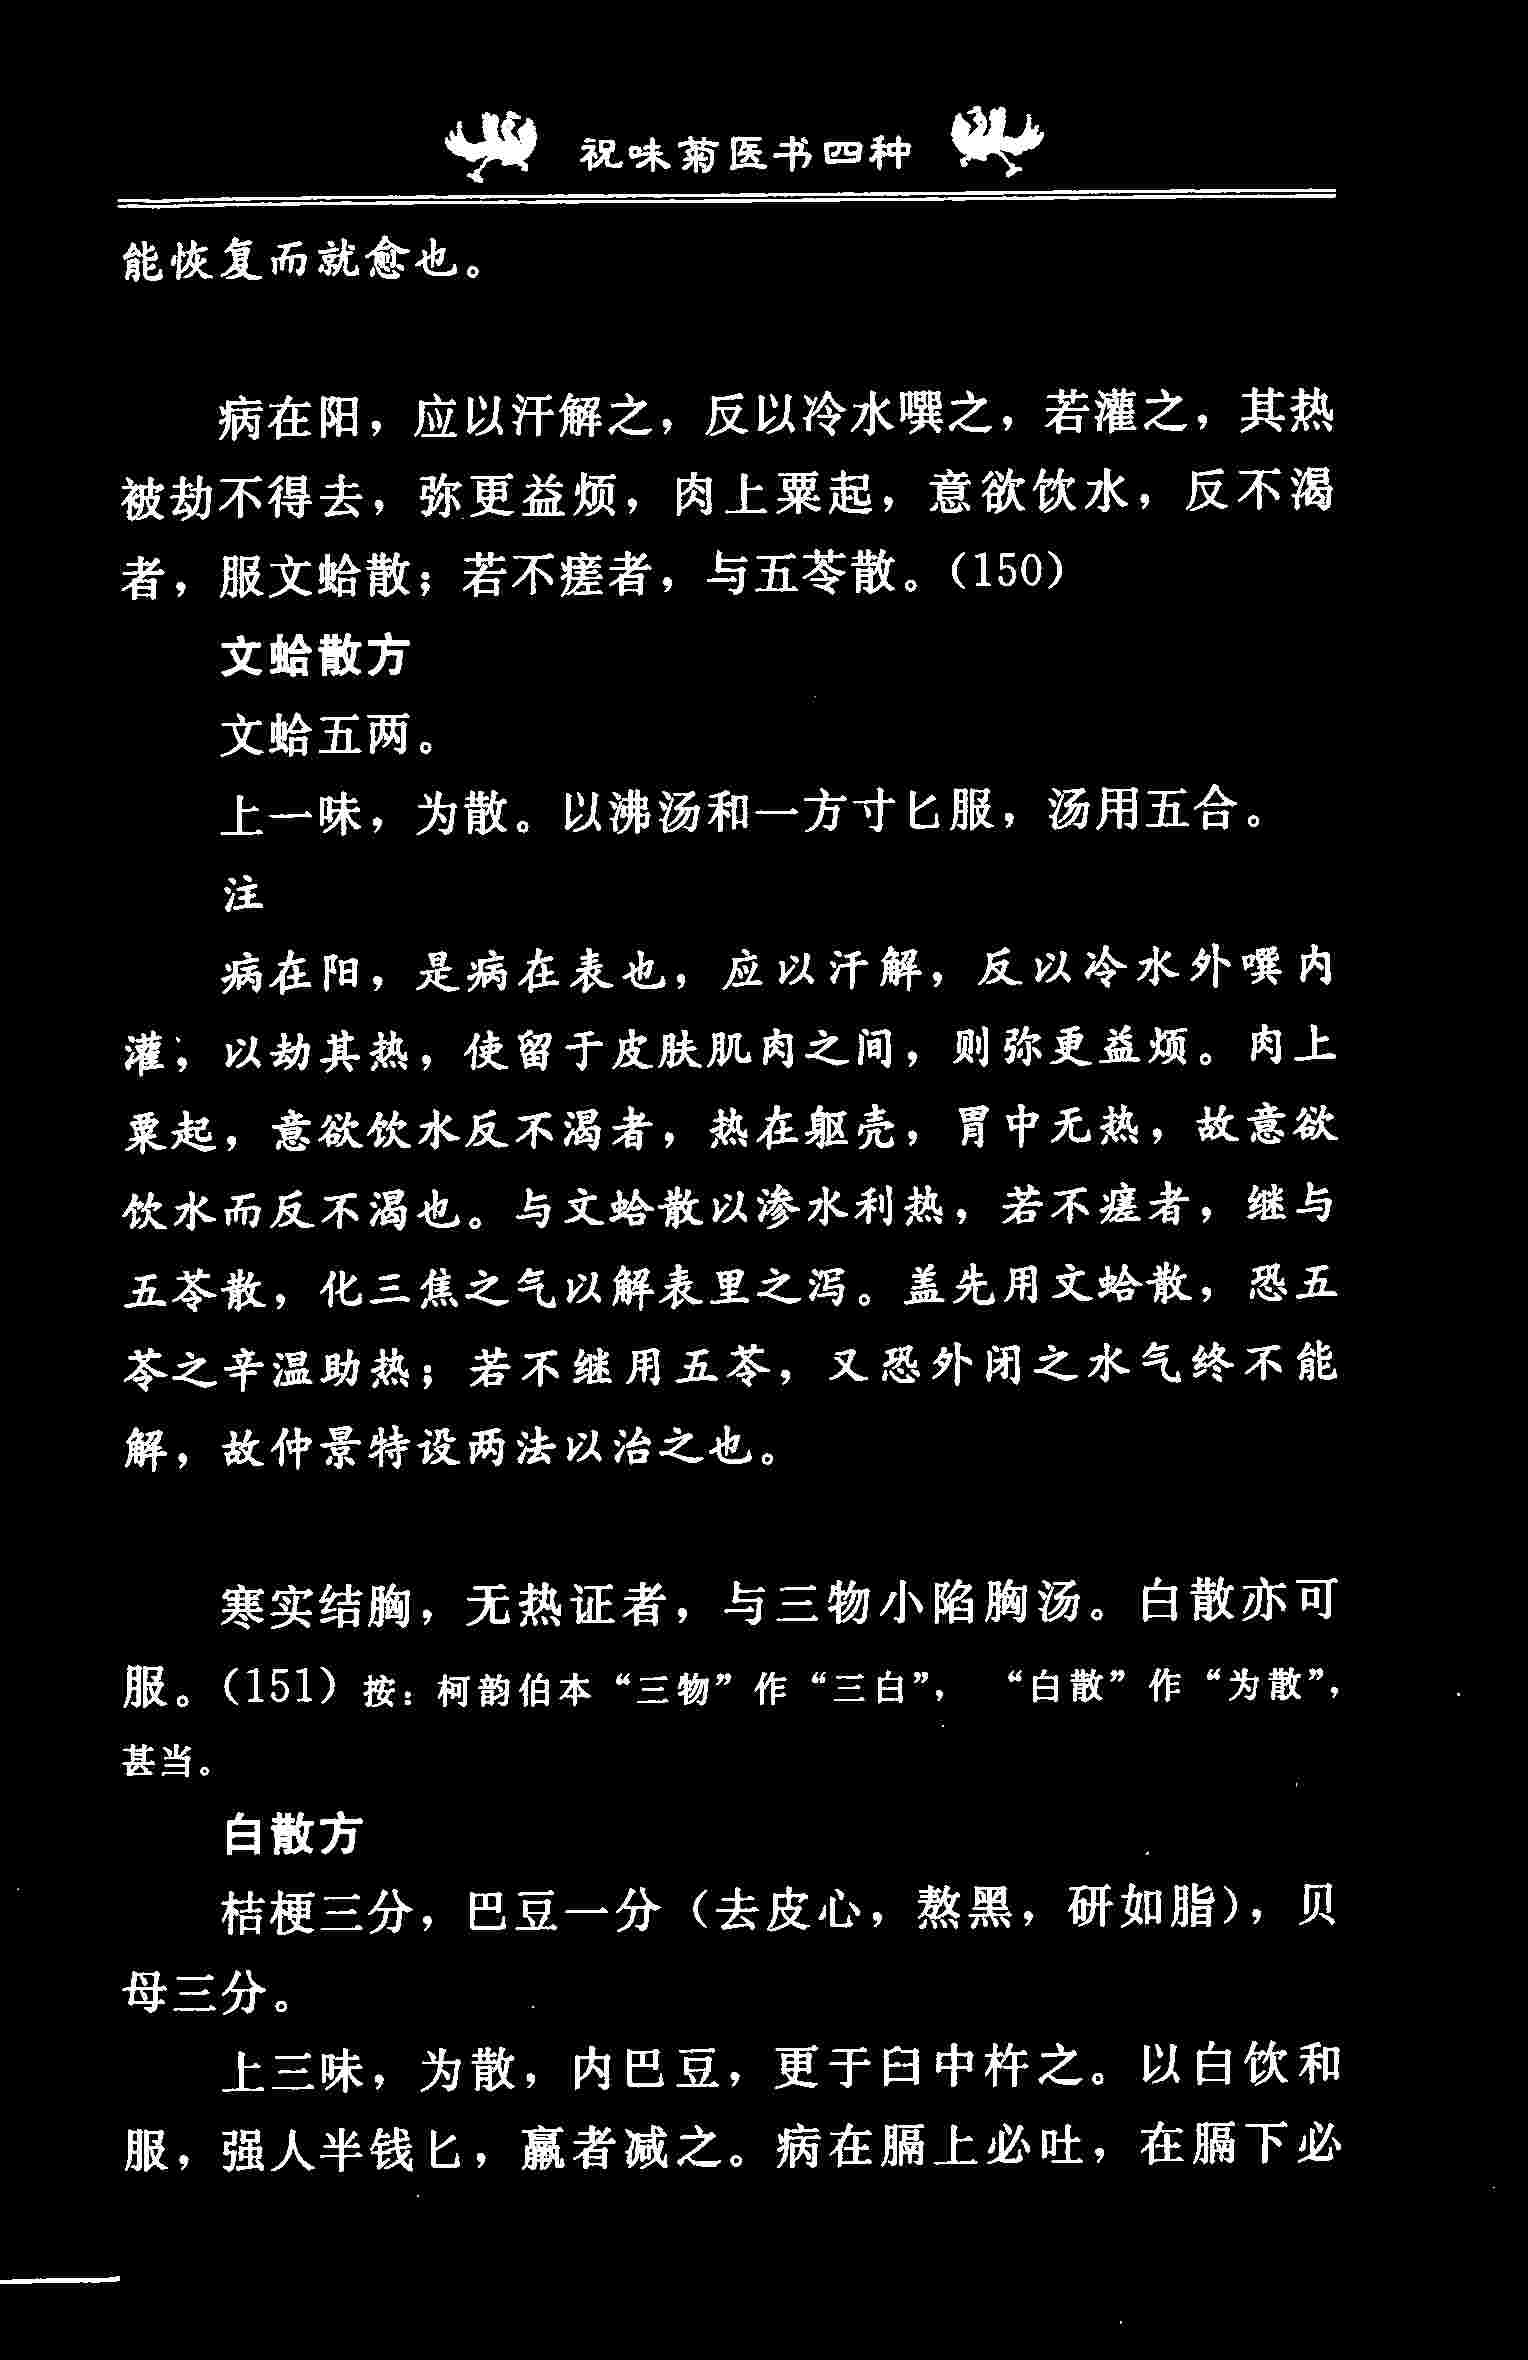 祝味菊医书四种
能恢复而就愈也。
病在阳，应以汗解之，反以冷水噀之，若灌之，其热
被劫不得去，弥更益烦，肉上粟起，意欲饮水，反不渴
者，服文蛤散；若不瘥者，与五苓散。（150）
文蛤散方
文蛤五两。
上一味，为散。以沸汤和一方寸匕服，汤用五合。
注
病在阳，是病在表也，应以汗解，反以冷水外噀内
灌，以劫其热，使留于皮肤肌肉之间，则弥更益烦。肉上
粟起，意欲饮水反不渴者，热在躯壳，胃中无热，故意欲
饮水而反不渴也。与文蛤散以渗水利热，若不瘥者，继与
五苓散，化三焦之气以解表里之泻。盖先用文蛤散，恐五
苓之辛温助热；若不继用五苓，又恐外闭之水气终不能
解，故仲景特设两法以治之也。
寒实结胸，无热证者，与三物小陷胸汤。白散亦可
服。（151）按：柯韵伯本“三物”作“三白”，“白散”作“为散”，
甚当。
白散方
桔梗三分，巴豆一分（去皮心，熬黑，研如脂），贝
母三分。
上三味，为散，内巴豆，更于臼中杵之。以白饮和
服，强人半钱匕，羸者减之。病在膈上必吐，在膈下必